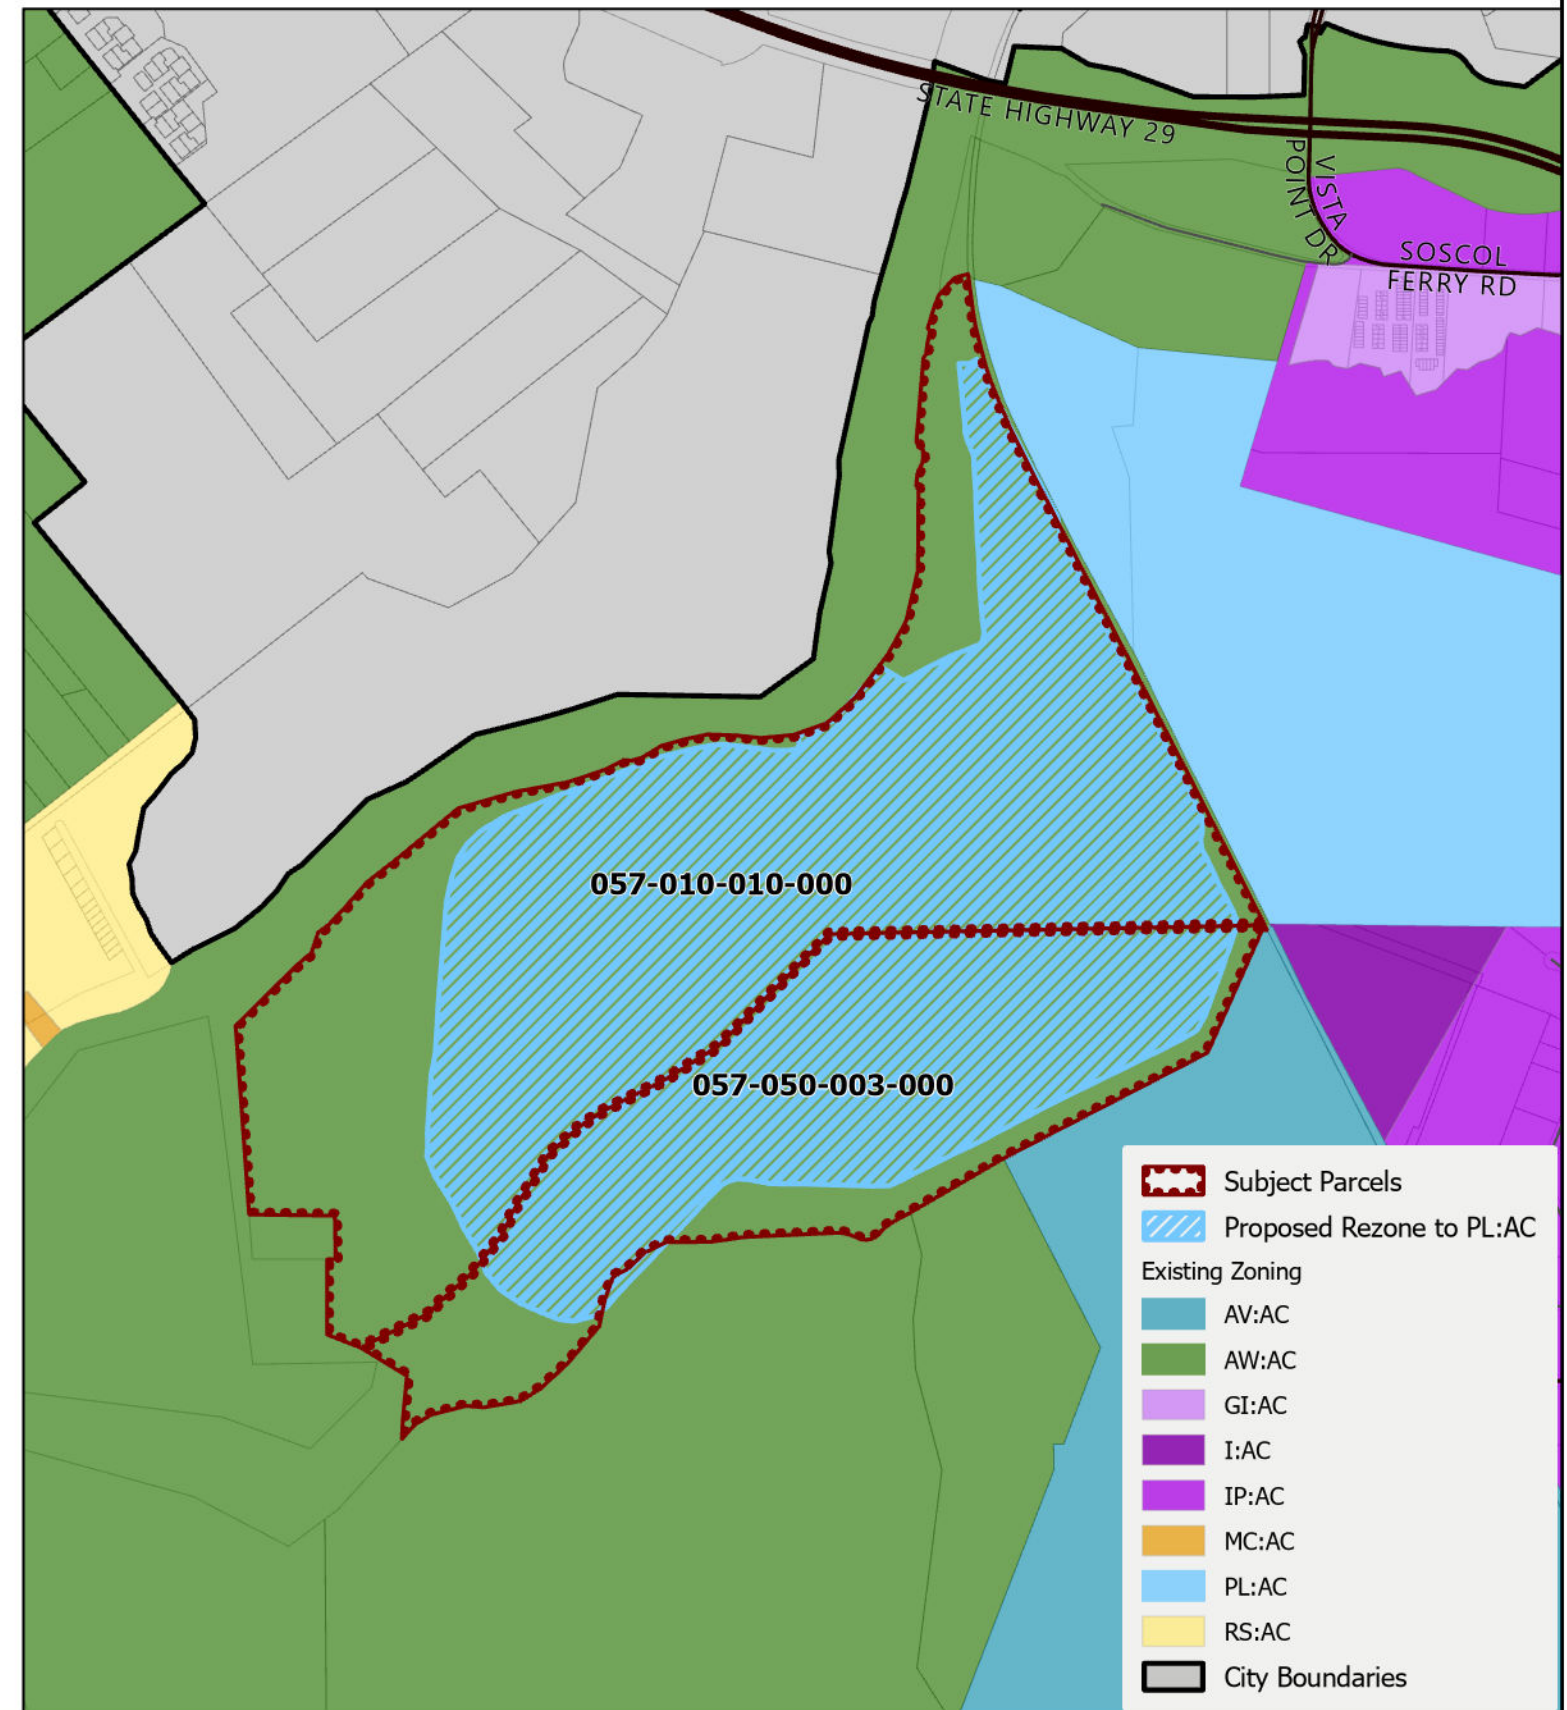 STATE HIGHWAY 29
VISTA
POINT DR
SOSCOL
FERRY RD
057-010-010-000
057-050-003-000
Subject Parcels
Proposed Rezone to PL:AC
Existing Zoning
AV:AC
AW:AC
GI:AC
I:AC
IP:AC
MC:AC
PL:AC
RS:AC
City Boundaries